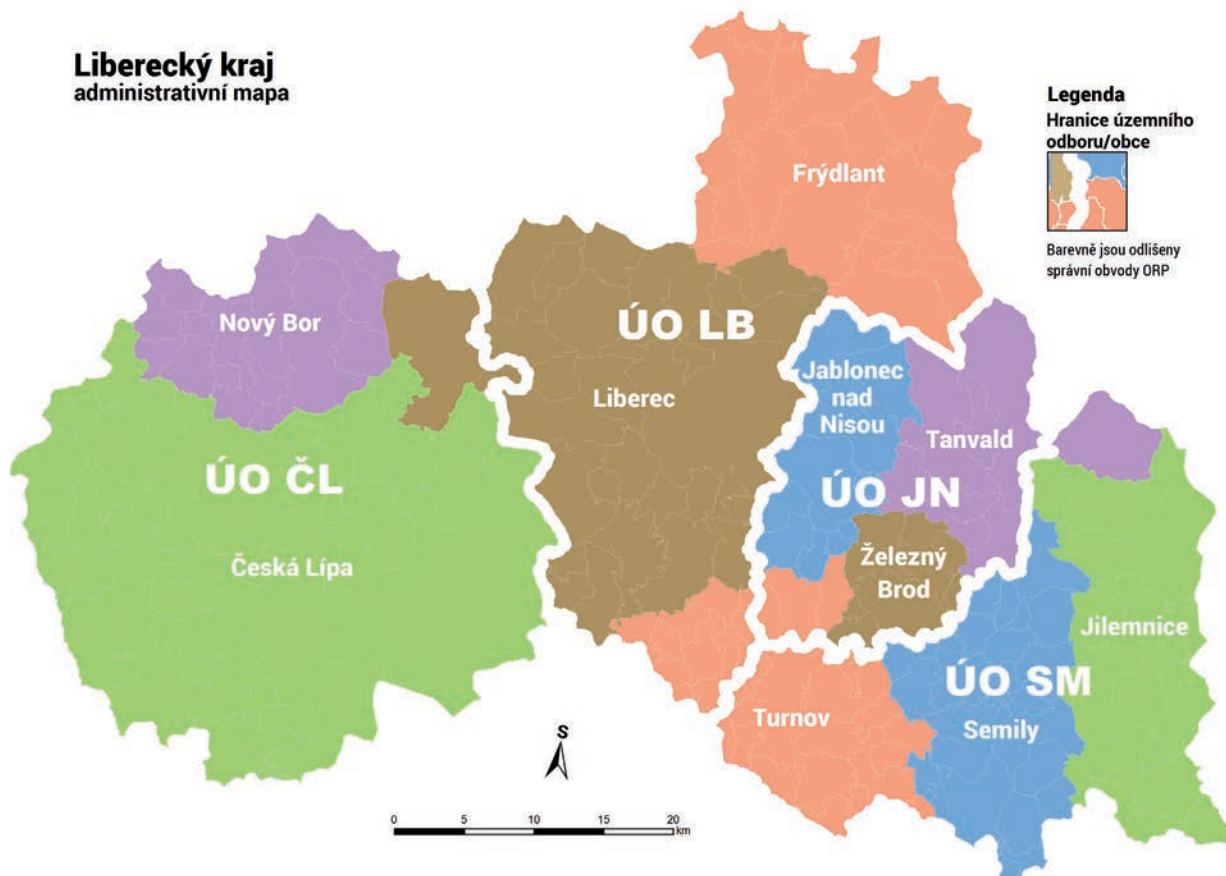 Liberecký kraj
administrativní mapa
Legenda
Hranice územního
odboru/obce
Barevně jsou odlišeny
správní obvody ORP
Frýdlant
Nový Bor
ÚO LB
Liberec
Jablonec
nad
Nisou
Tanvald
ÚO ČL
Česká Lípa
ÚO JN
Železný
Brod
Jilemnice
ÚO SM
Semily
Turnov
S
0 5 10 15 20
km